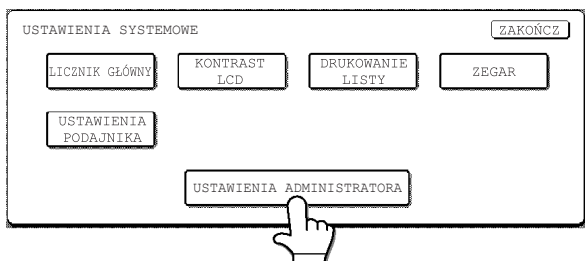 USTAWIENIA SYSTEMOWE
ZAKOŃCZ
LICZNIK GŁÓWNY
KONTRAST
LCD
DRUKOWANIE
LISTY
ZEGAR
USTAWIENIA
PODAJNIKA
USTAWIENIA ADMINISTRATORA